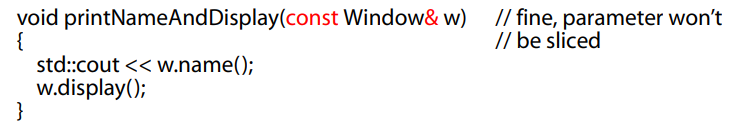 void printNameAndDisplay(const Window& w) // fine, parameter won’t
{ // be sliced
std::cout << w.name();
w.display();
}